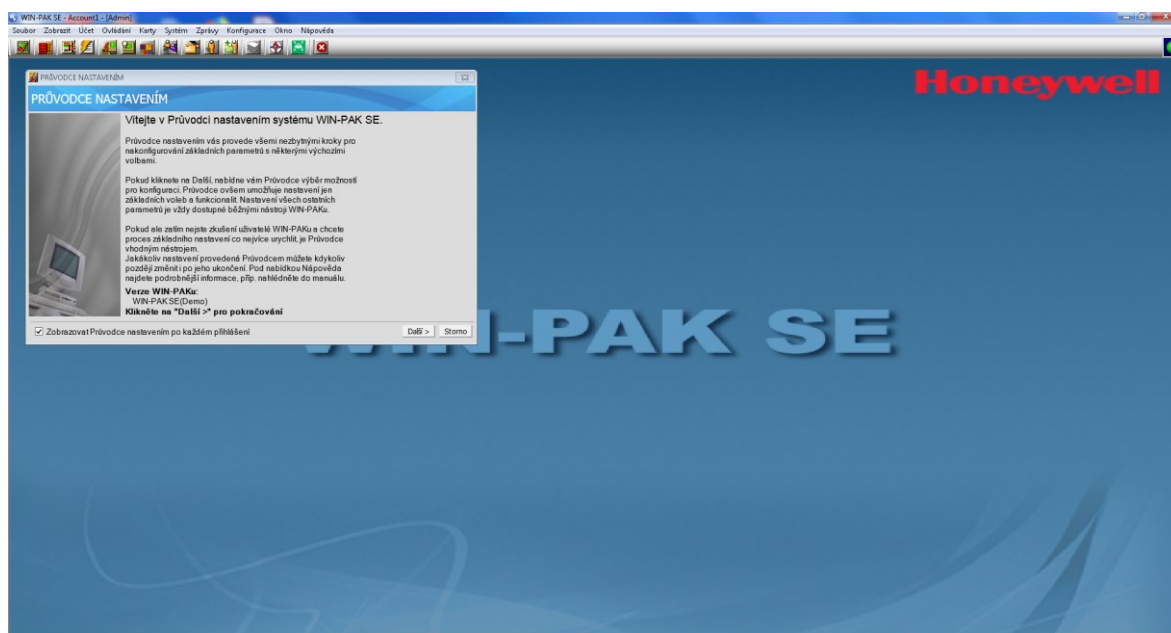 WIN-PAK SE - Account1 - [Admin]
Soubor Zobrazit Účet Ovládání Karty Systém Zprávy Konfigurace Okno Nápověda
PRŮVODCE NASTAVENÍM
PRŮVODCE NASTAVENÍM
Honeywell
Vítejte v Průvodci nastavením systému WIN-PAK SE.
Průvodce nastavením vás provede všemi nezbytnými kroky pro
nakonfigurování základních parametrů s některými výchozími
volbami.
Pokud kliknete na Další, nabídne vám Průvodce výběr možností
pro konfiguraci. Průvodce ovšem umožňuje nastavení jen
základních voleb a funkcionalit. Nastavení všech ostatních
parametrů je vždy dostupné běžnými nástroji WIN-PAKu.
Pokud ale zatím nejste zkušení uživatelé WIN-PAKu a chcete
proces základního nastavení co nejvíce urychlit, je Průvodce
vhodným nástrojem.
Jakákoliv nastavení provedená Průvodcem můžete kdykoliv
později změnit i po jeho ukončení. Pod nabídkou Nápověda
najdete podrobnější informace, příp. nahlédněte do manuálu.
Verze WIN-PAKu:
WIN-PAK SE(Demo)
Klikněte na "Další >" pro pokračování
Zobrazovat Průvodce nastavením po každém přihlášení
Další > Storno
WIN-PAK SE